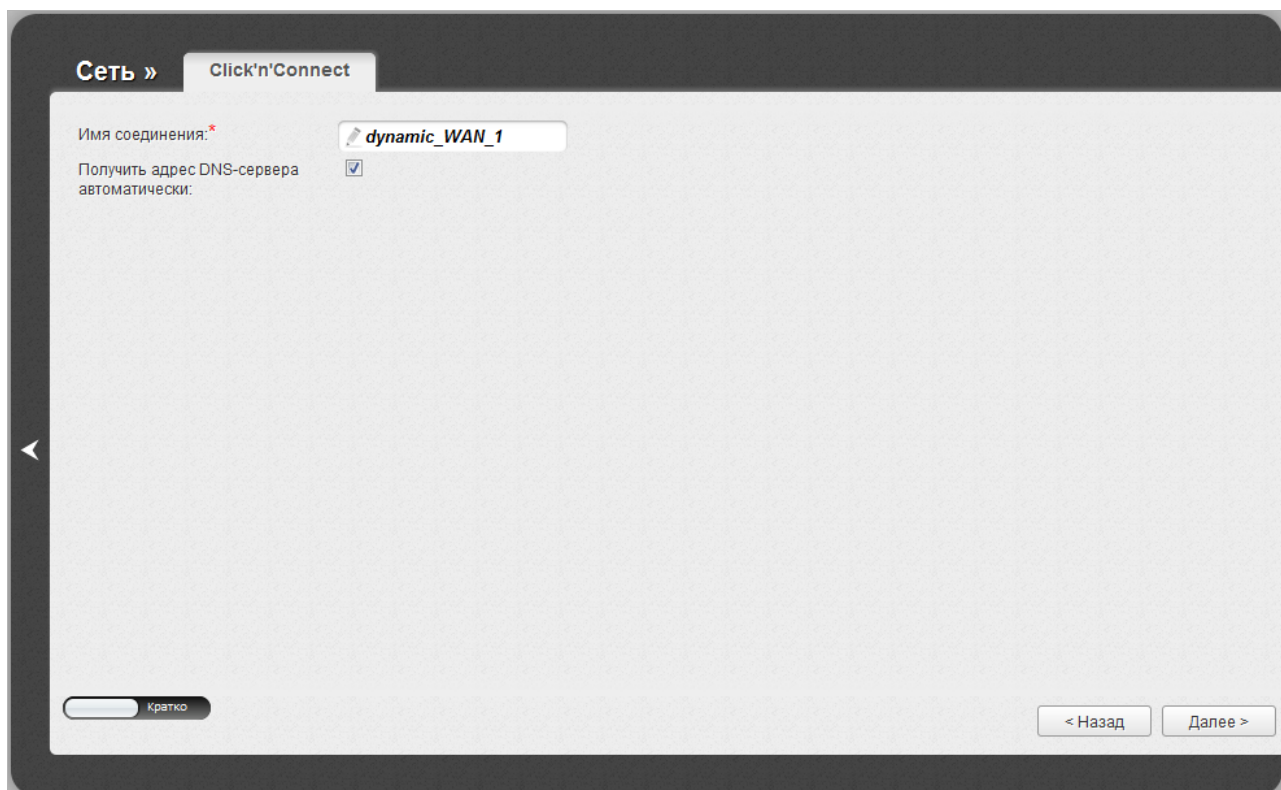 Сеть »
Click'n'Connect
Имя соединения:*
dynamic_WAN_1
Получить адрес DNS-сервера
автоматически:
Кратко
< Назад
Далее >